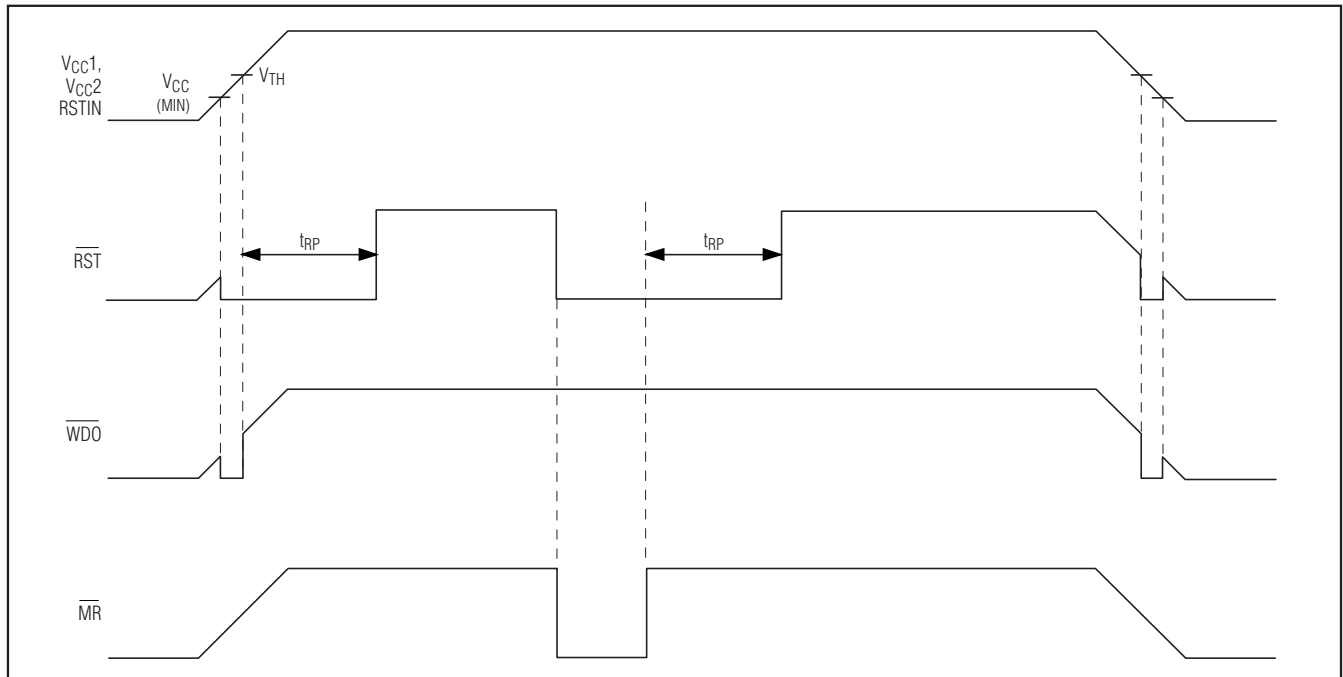 VCC1,
VCC2
RSTIN
VCC
(MIN)
VTH
RST
tRP
tRP
WDO
MR